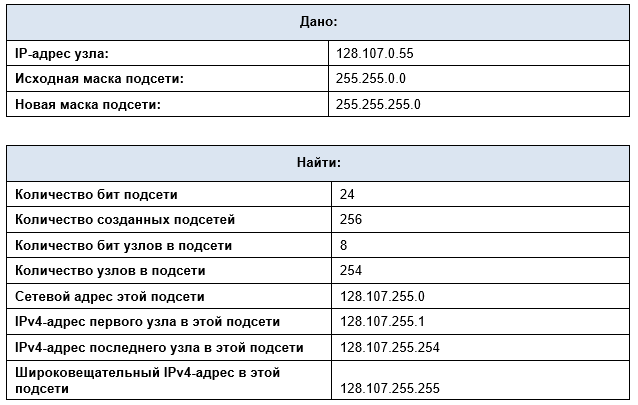 Дано:
IP-адрес узла: 128.107.0.55
Исходная маска подсети: 255.255.0.0
Новая маска подсети: 255.255.255.0
Найти:
Количество бит подсети 24
Количество созданных подсетей 256
Количество бит узлов в подсети 8
Количество узлов в подсети 254
Сетевой адрес этой подсети 128.107.255.0
IPv4-адрес первого узла в этой подсети 128.107.255.1
IPv4-адрес последнего узла в этой подсети 128.107.255.254
Широковещательный IPv4-адрес в этой
подсети 128.107.255.255